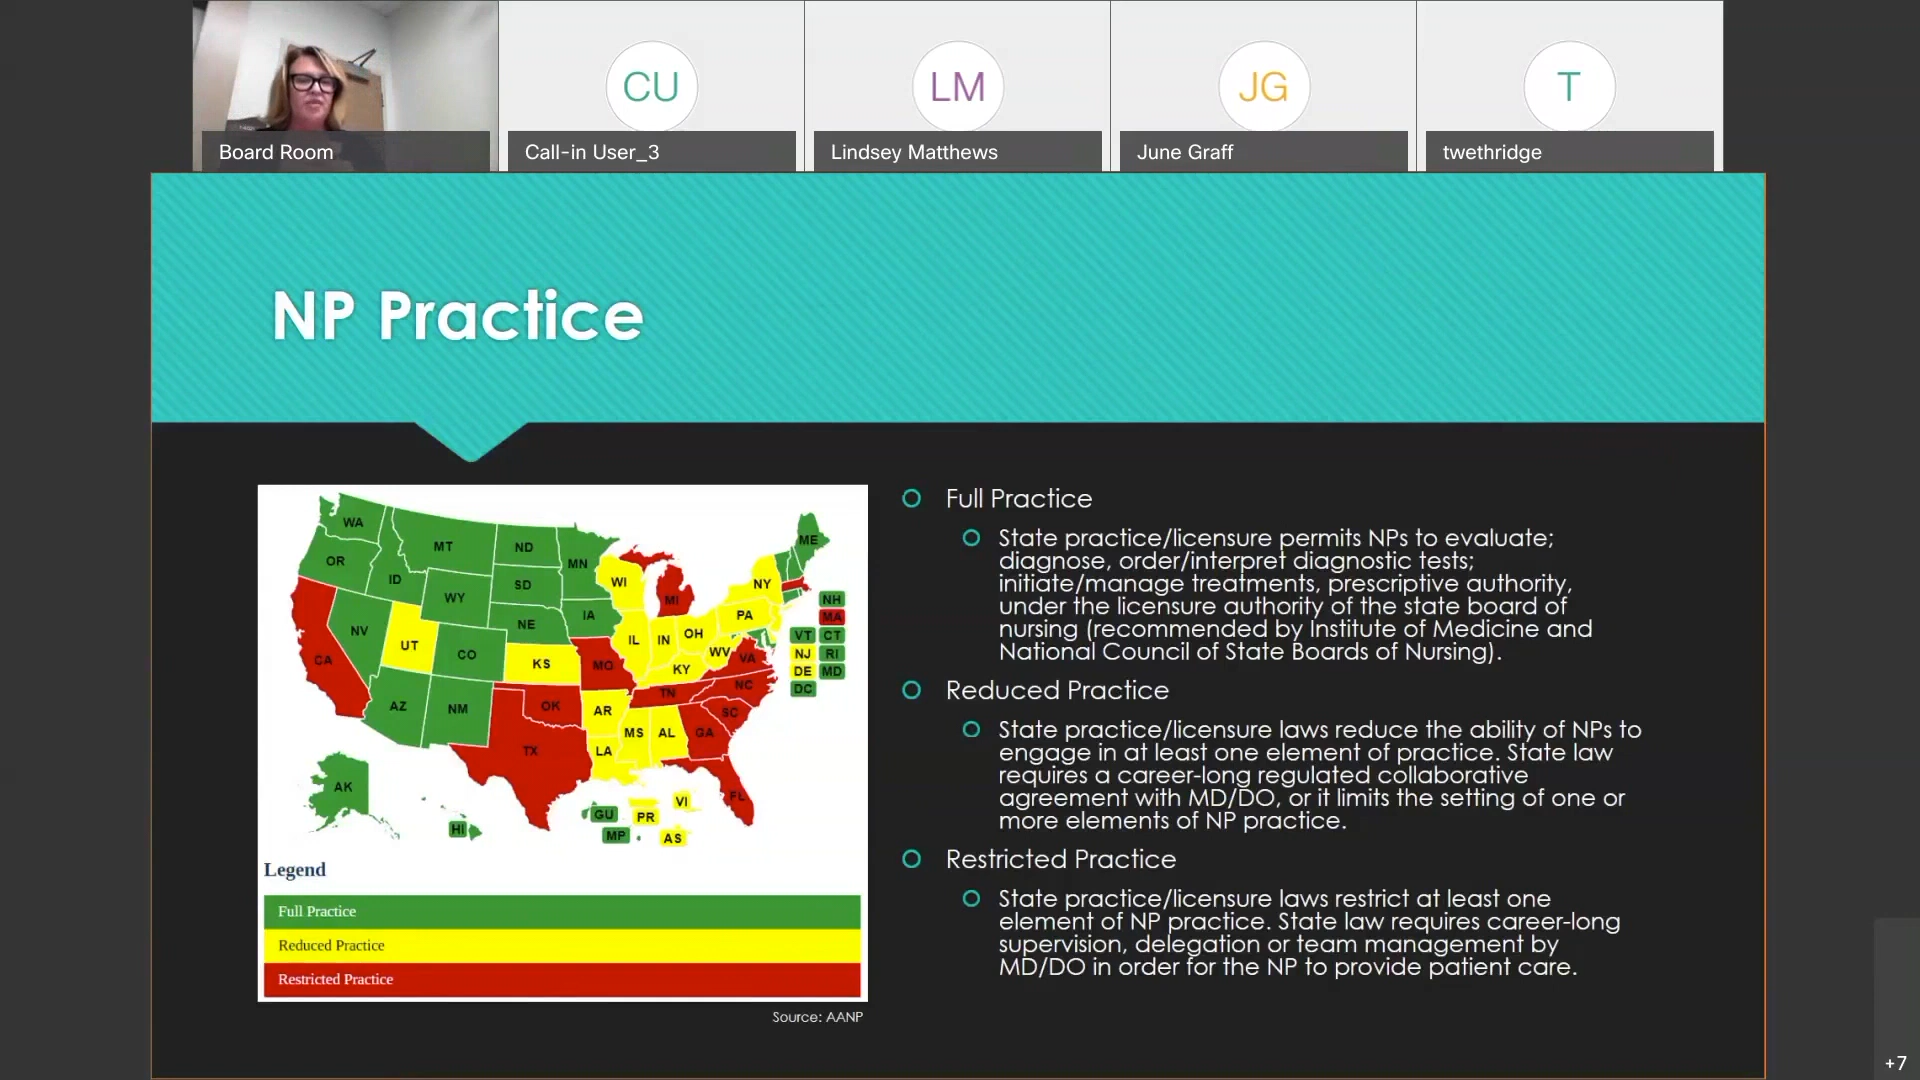 CU
LM
JG
T
Board Room
Call-in User_3
Lindsey Matthews
June Graff
twethridge
NP Practice
WA
OR
CA
ID
NV
MT
WY
UT
AZ
CO
NM
ND
SD
NE
KS
OK
TX
MN
IA
MO
AR
LA
WI
IL
MS
MI
IN
KY
TN
AL
OH
WV
VA
NC
SC
GA
FL
PA
NY
ME
NH
MA
VT
CT
NJ
RI
DE
MD
DC
AK
HI
GU
MP
PR
VI
AS
Legend
Full Practice
Reduced Practice
Restricted Practice
Source: AANP
Full Practice
State practice/licensure permits NPs to evaluate;
diagnose, order/interpret diagnostic tests;
initiate/manage treatments, prescriptive authority,
under the licensure authority of the state board of
nursing (recommended by Institute of Medicine and
National Council of State Boards of Nursing).
Reduced Practice
State practice/licensure laws reduce the ability of NPs to
engage in at least one element of practice. State law
requires a career-long regulated collaborative
agreement with MD/DO, or it limits the setting of one or
more elements of NP practice.
Restricted Practice
State practice/licensure laws restrict at least one
element of NP practice. State law requires career-long
supervision, delegation or team management by
MD/DO in order for the NP to provide patient care.
+7